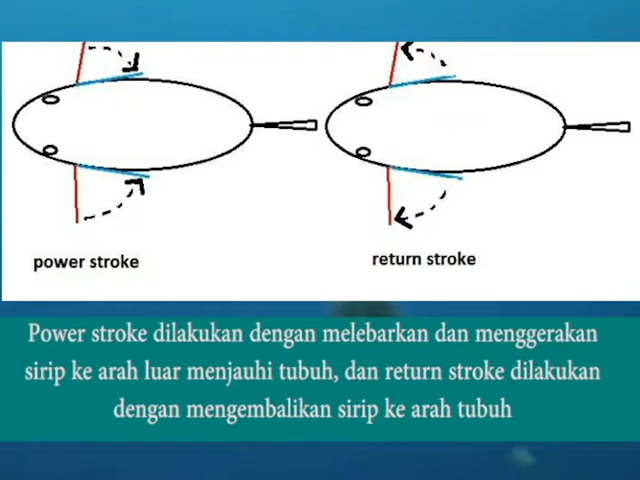 power stroke
return stroke
Power stroke dilakukan dengan melebarkan dan menggerakan
sirip ke arah luar menjauhi tubuh, dan return stroke dilakukan
dengan mengembalikan sirip ke arah tubuh